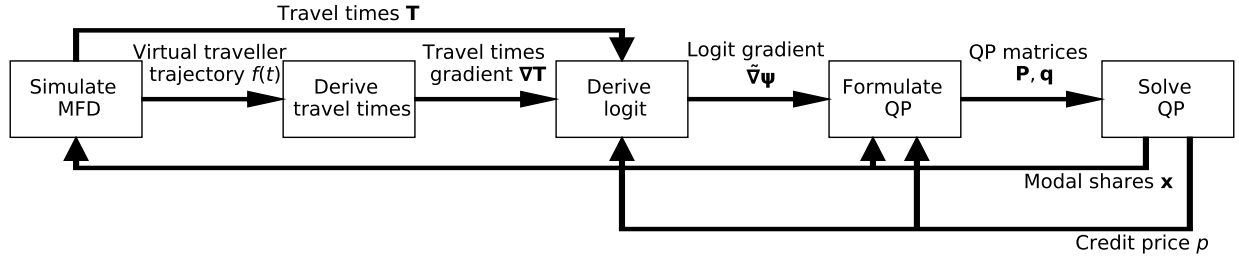 Travel times T
Virtual traveller
trajectory f(t)
Travel times
gradient ∇T
Logit gradient
∇̃ψ
QP matrices
P, q
Simulate
MFD
Derive
travel times
Derive
logit
Formulate
QP
Solve
QP
Modal shares x
Credit price p